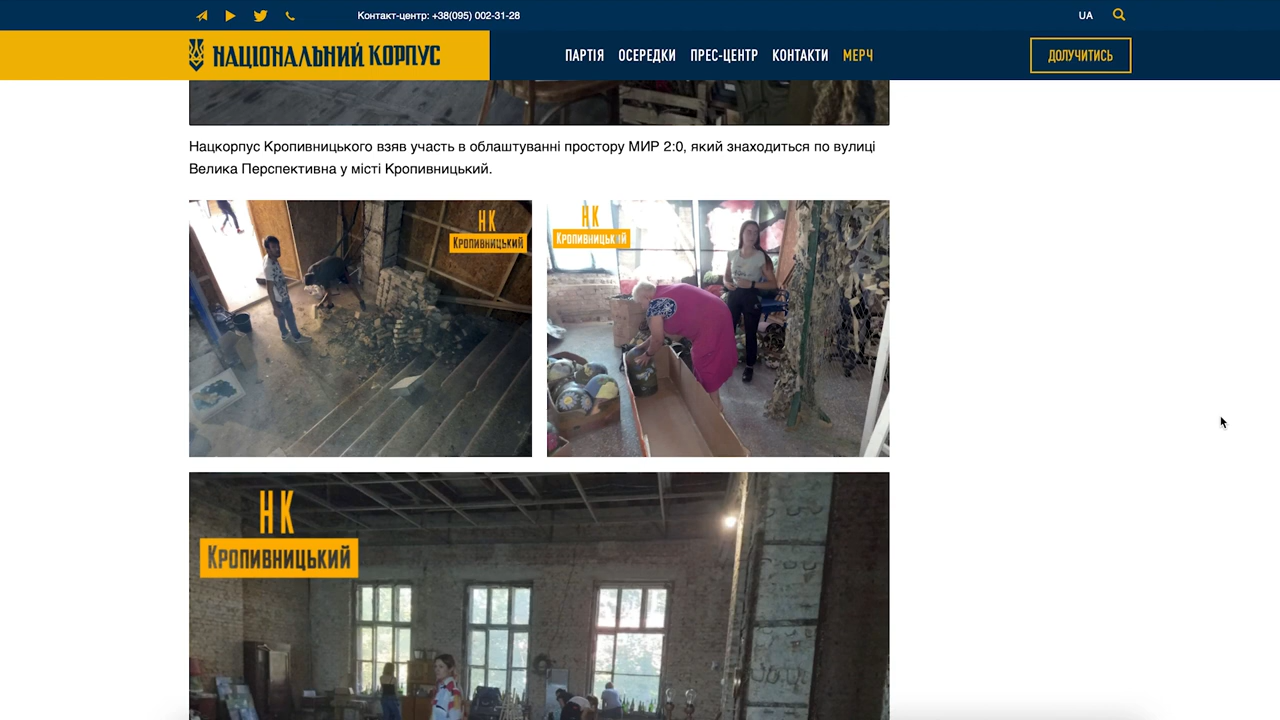 Контакт-центр: +38(095) 002-31-28
UA
НАЦІОНАЛЬНИЙ КОРПУС
ПАРТІЯ ОСЕРЕДКИ ПРЕС-ЦЕНТР КОНТАКТИ МЕРЧ
ДОЛУЧИТИСЬ
Нацкорпус Кропивницького взяв участь в облаштуванні простору МИР 2:0, який знаходиться по вулиці
Велика Перспективна у місті Кропивницький.
НК
Кропивницький
НК
Кропивницький
НК
Кропивницький